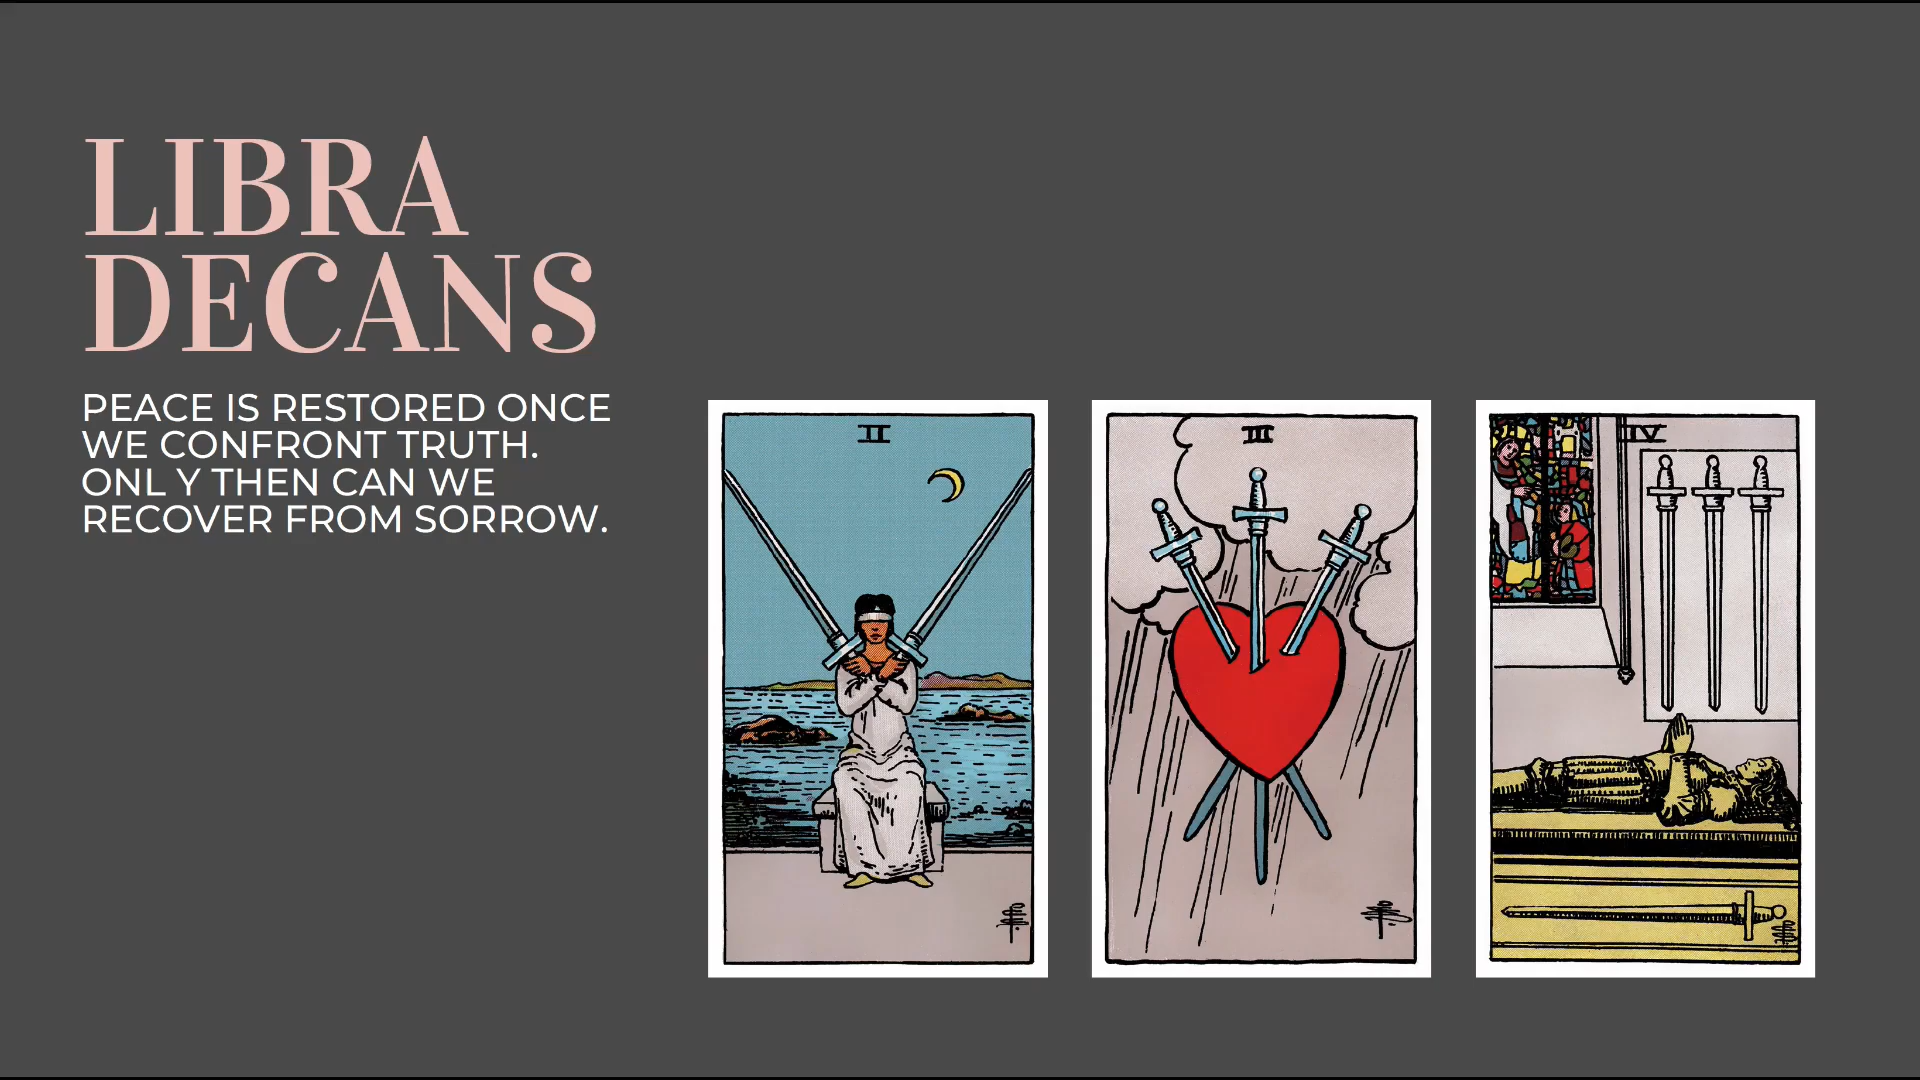 LIBRA
DECANS
PEACE IS RESTORED ONCE
WE CONFRONT TRUTH.
ONL Y THEN CAN WE
RECOVER FROM SORROW.
II
III
IV